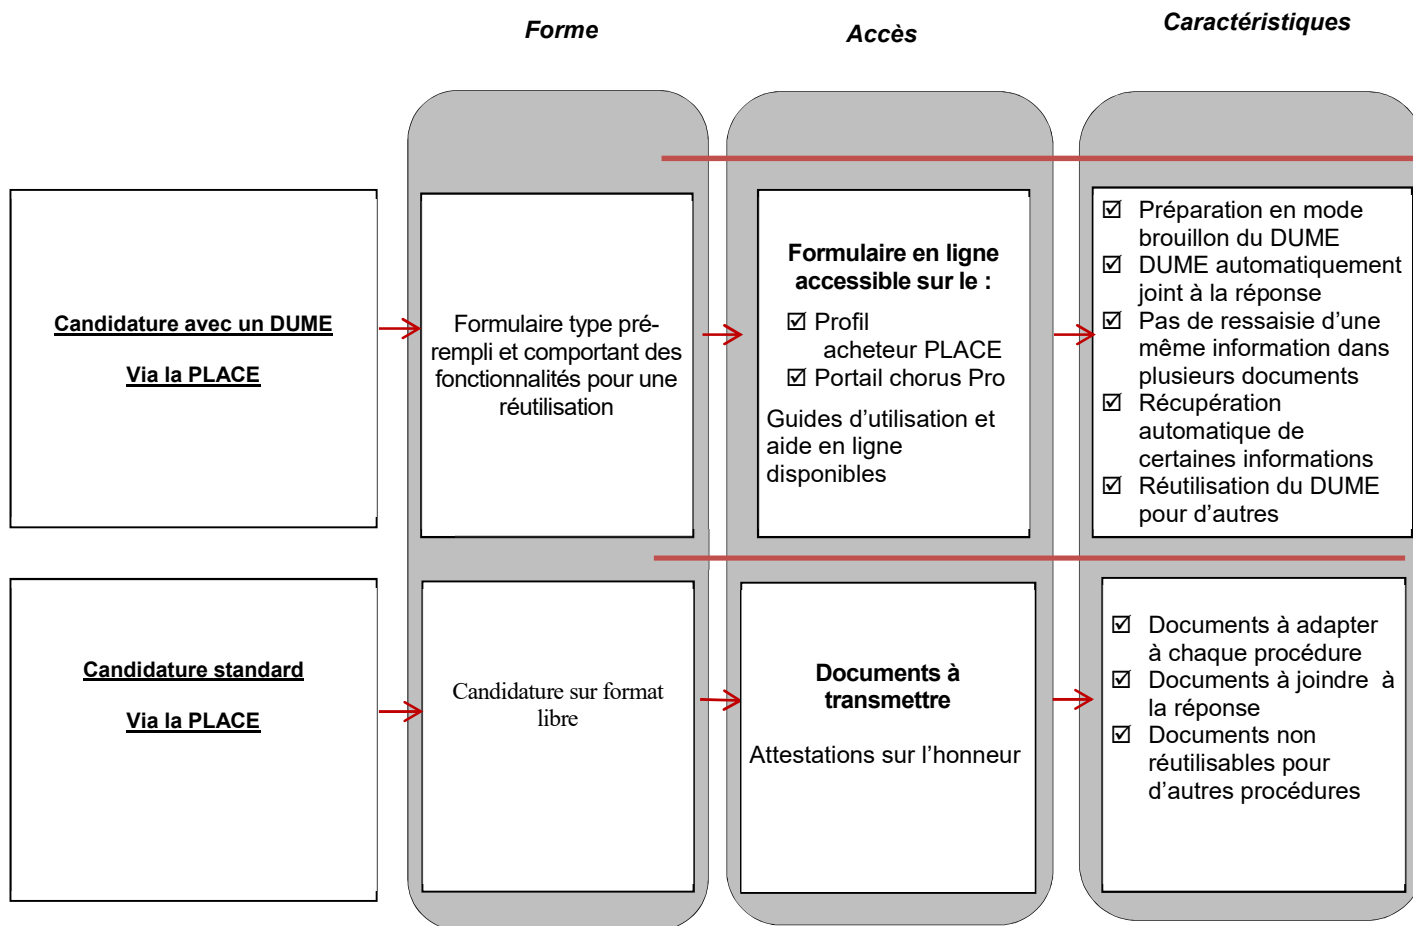 Forme
Accès
Caractéristiques
Candidature avec un DUME
Via la PLACE
Formulaire type pré-
rempli et comportant des
fonctionnalités pour une
réutilisation
Formulaire en ligne
accessible sur le :
☑ Profil
acheteur PLACE
☑ Portail chorus Pro
Guides d’utilisation et
aide en ligne
disponibles
☑ Préparation en mode
brouillon du DUME
☑ DUME automatiquement
joint à la réponse
☑ Pas de ressaisie d’une
même information dans
plusieurs documents
☑ Récupération
automatique de
certaines informations
☑ Réutilisation du DUME
pour d’autres
Candidature standard
Via la PLACE
Candidature sur format
libre
Documents à
transmettre
Attestations sur l’honneur
☑ Documents à adapter
à chaque procédure
☑ Documents à joindre à
la réponse
☑ Documents non
réutilisables pour
d’autres procédures